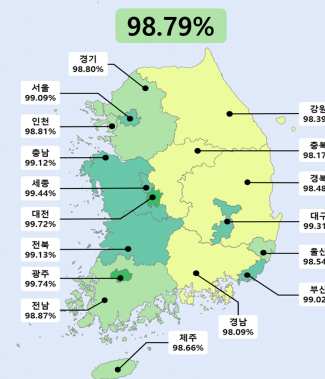 98.79%
경기
98.80%
서울
99.09%
인천
98.81%
충남
99.12%
세종
99.44%
대전
99.72%
전북
99.13%
광주
99.74%
전남
98.87%
제주
98.66%
경남
98.09%
강원
98.39
충북
98.17
경북
98.48
대구
99.31
울산
98.54
부산
99.02